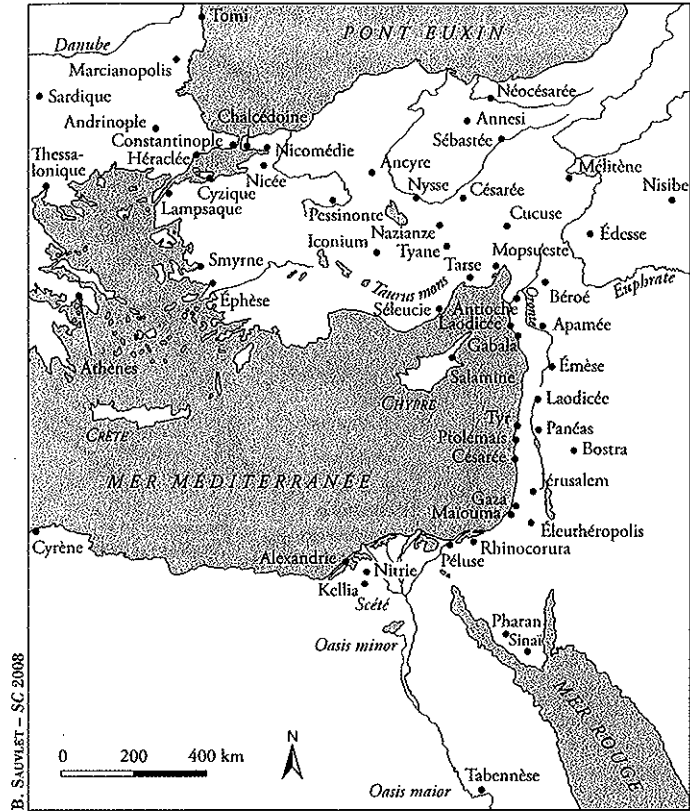 Tomi
PONT EUXIN
Danube
Marcianopolis
Sardique
Néocésarée
Annesi
Andrinople
Chalcédoine
Sébastée
Constantinople
Héraclée
Nicomédie
Thessa-
lonique
Nicée
Ancyre
Mélitène
Cyzique
Lampsaque
Nysse
Césarée
Nisibe
Pessinonte
Nazianze
Cucuse
Édesse
Iconium
Tyane
Mopsueste
Smyrne
Tarse
Taurus mons
Euphrate
Éphèse
Séleucie
Antioche
Oronte
Béroé
Laodicée
Apamée
Gabala
Athènes
Salamine
Émèse
CHYPRE
Laodicée
CRÈTE
Tyr
Panéas
Ptolémais
Bostra
Césarée
MER MÉDITERRANÉE
Jérusalem
Gaza
Maïouma
Éleuthéropolis
Cyrène
Rhinocorura
Alexandrie
Péluse
Nitrie
Kellia
Scété
Pharan
Sinaï
Oasis minor
MER ROUGE
B. SAUVLET – SC 2008
N
0 200 400 km
Tabennèse
Oasis maior